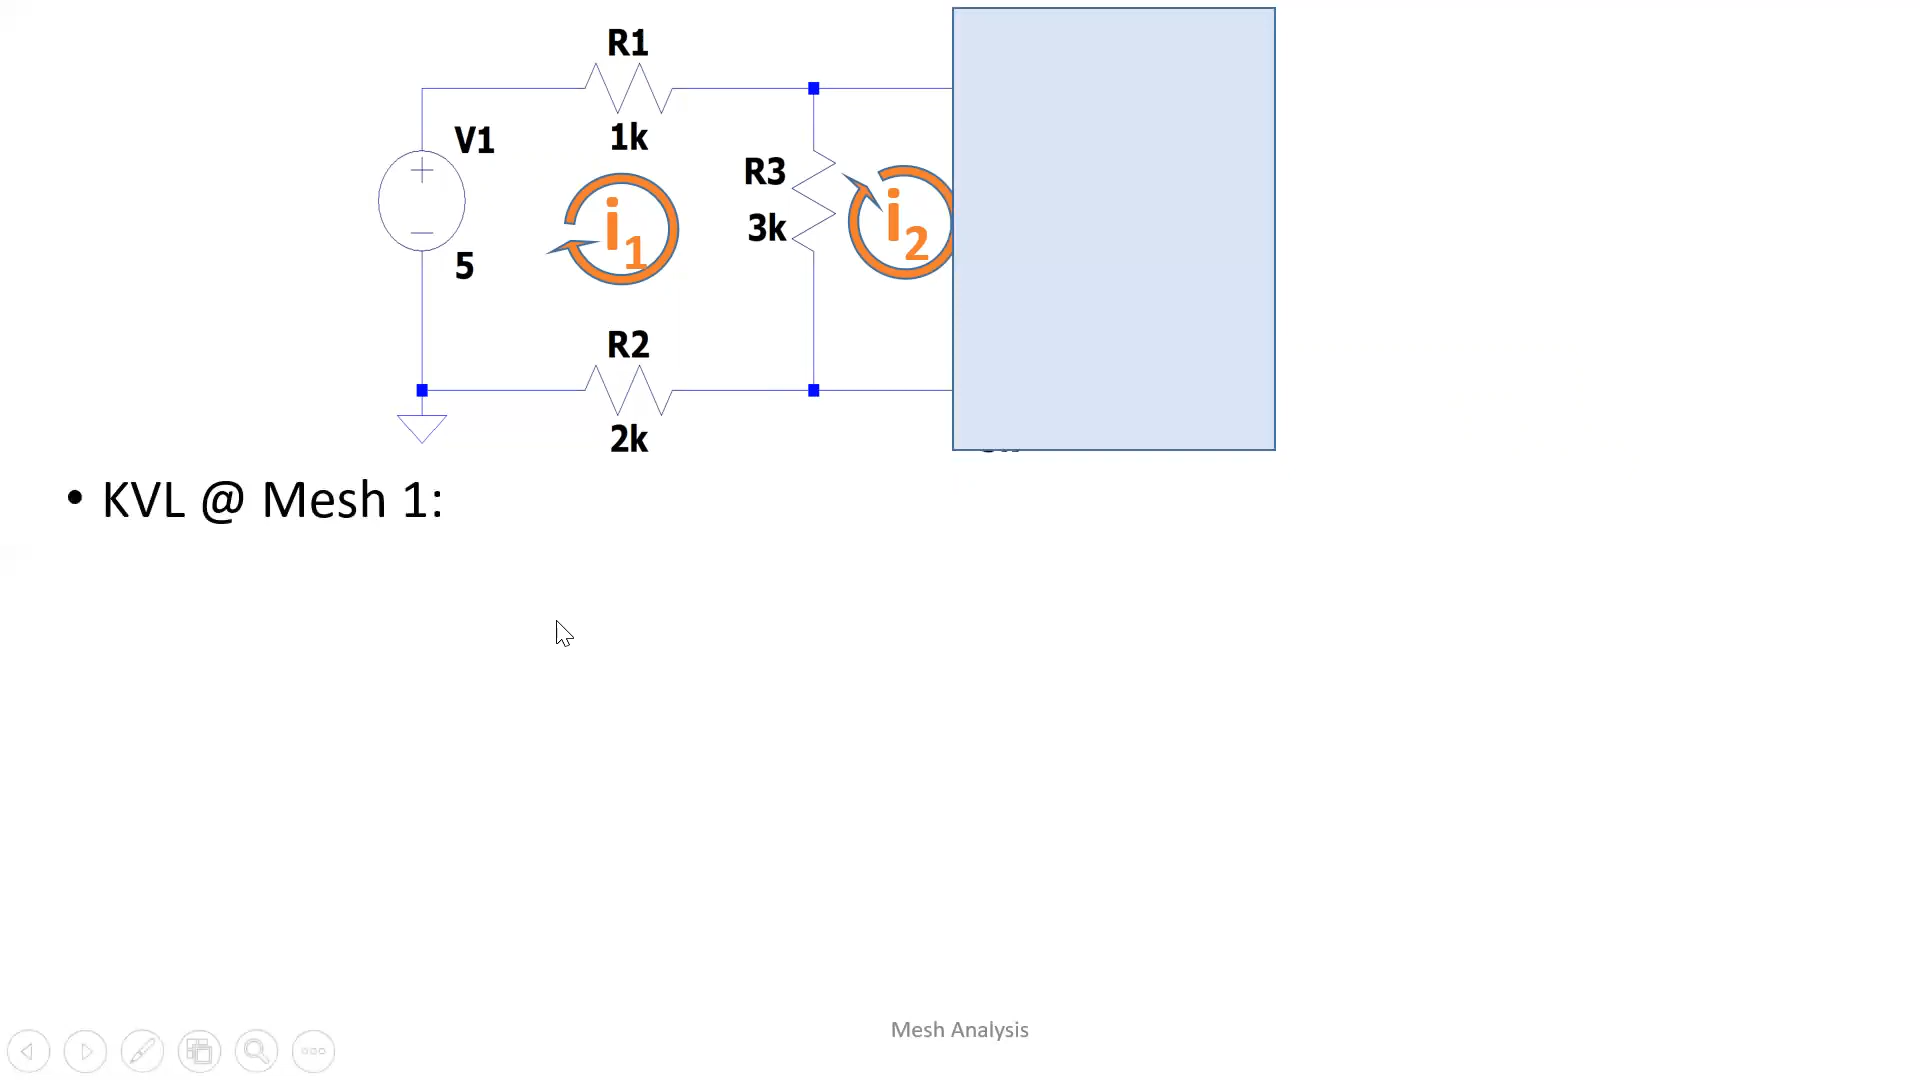 R1
V1
1k
R3
3k
i1
i2
5
R2
2k
• KVL @ Mesh 1:
Mesh Analysis